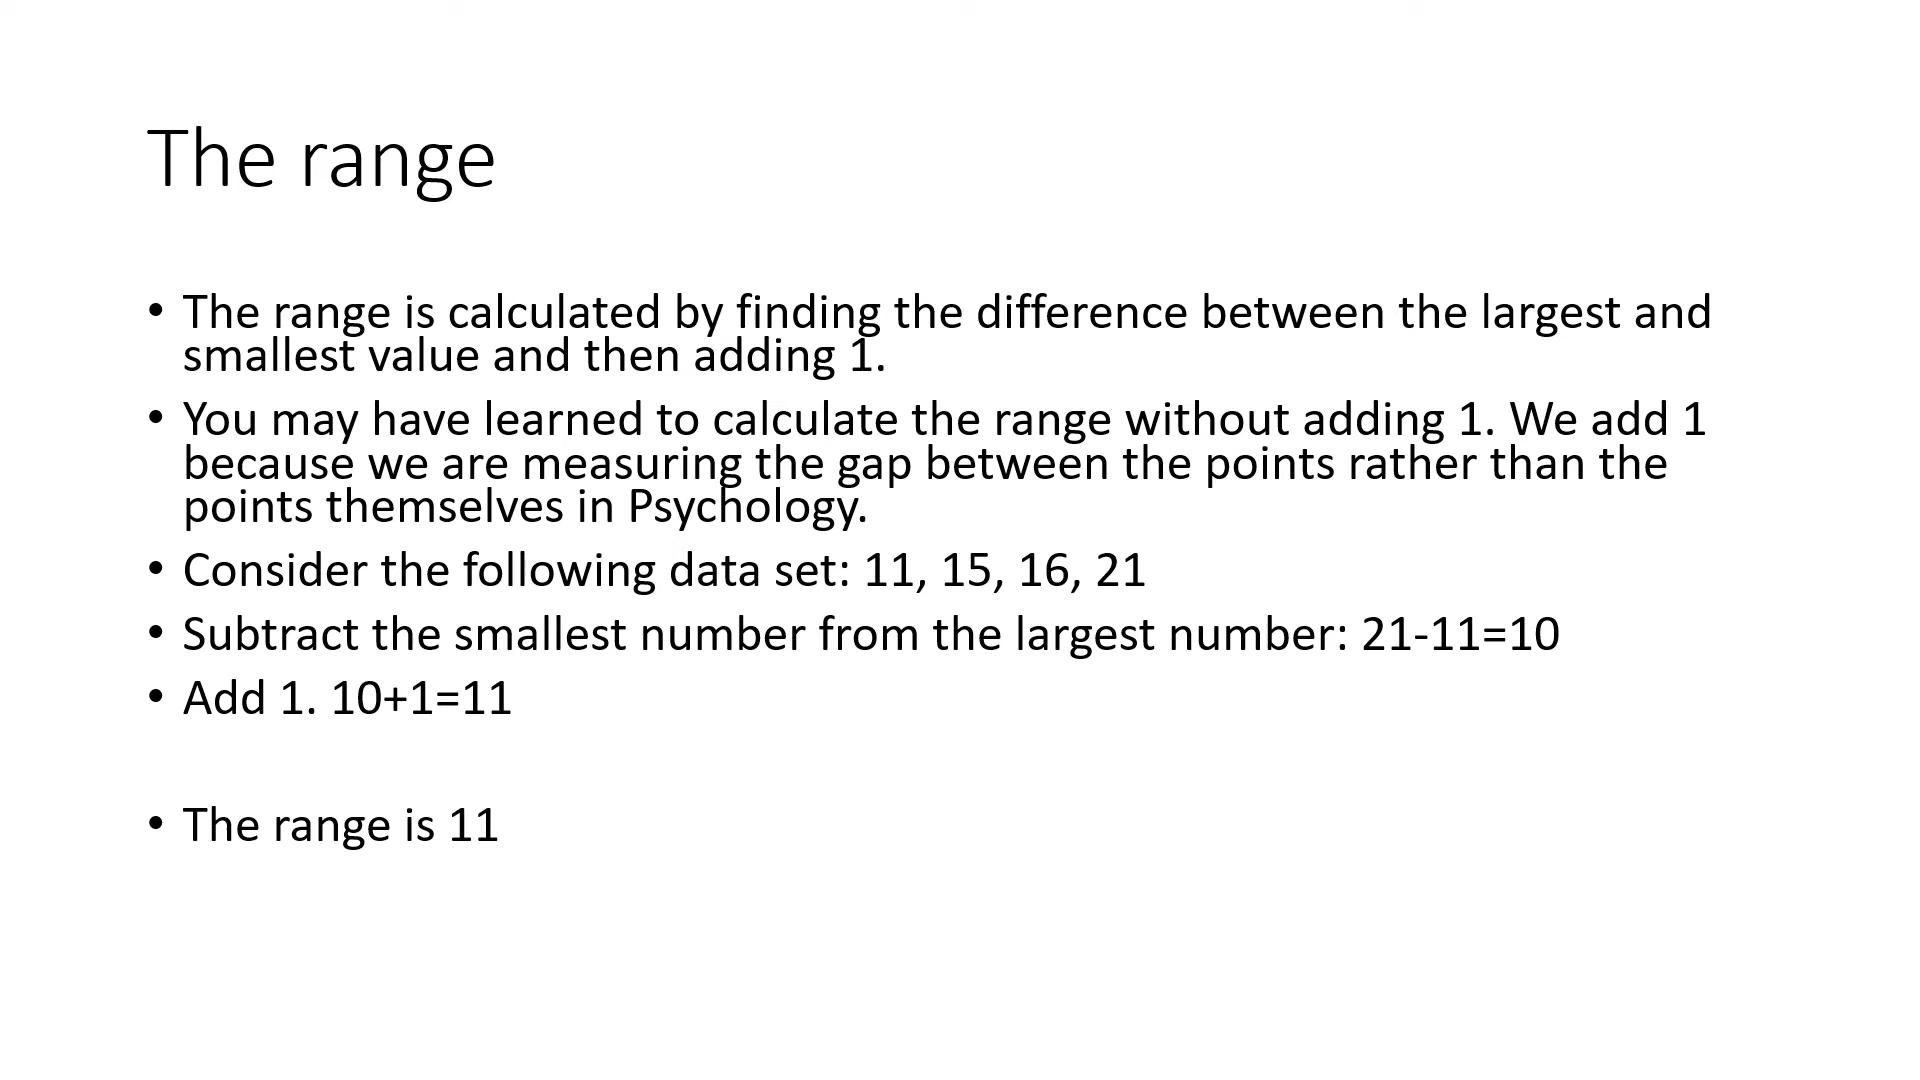 The range
• The range is calculated by finding the difference between the largest and
smallest value and then adding 1.
• You may have learned to calculate the range without adding 1. We add 1
because we are measuring the gap between the points rather than the
points themselves in Psychology.
• Consider the following data set: 11, 15, 16, 21
• Subtract the smallest number from the largest number: 21-11=10
• Add 1. 10+1=11
• The range is 11